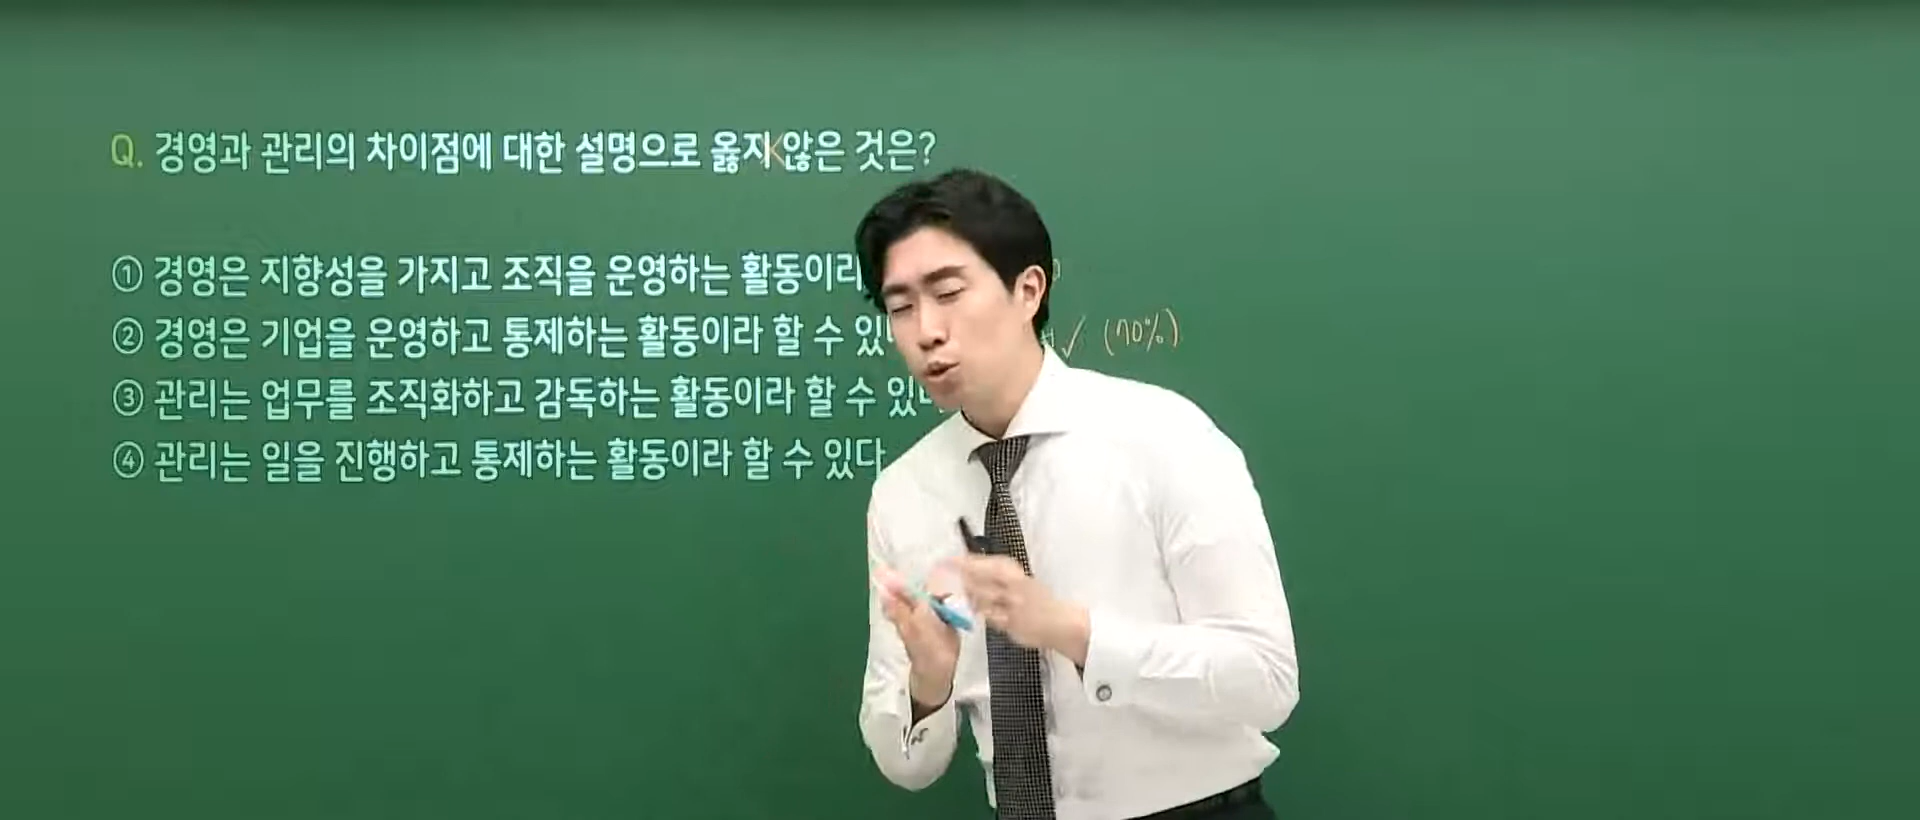 Q. 경영과 관리의 차이점에 대한 설명으로 옳지 않은 것은?
① 경영은 지향성을 가지고 조직을 운영하는 활동이라
② 경영은 기업을 운영하고 통제하는 활동이라 할 수 있 (70%)
③ 관리는 업무를 조직화하고 감독하는 활동이라 할 수 있
④ 관리는 일을 진행하고 통제하는 활동이라 할 수 있다